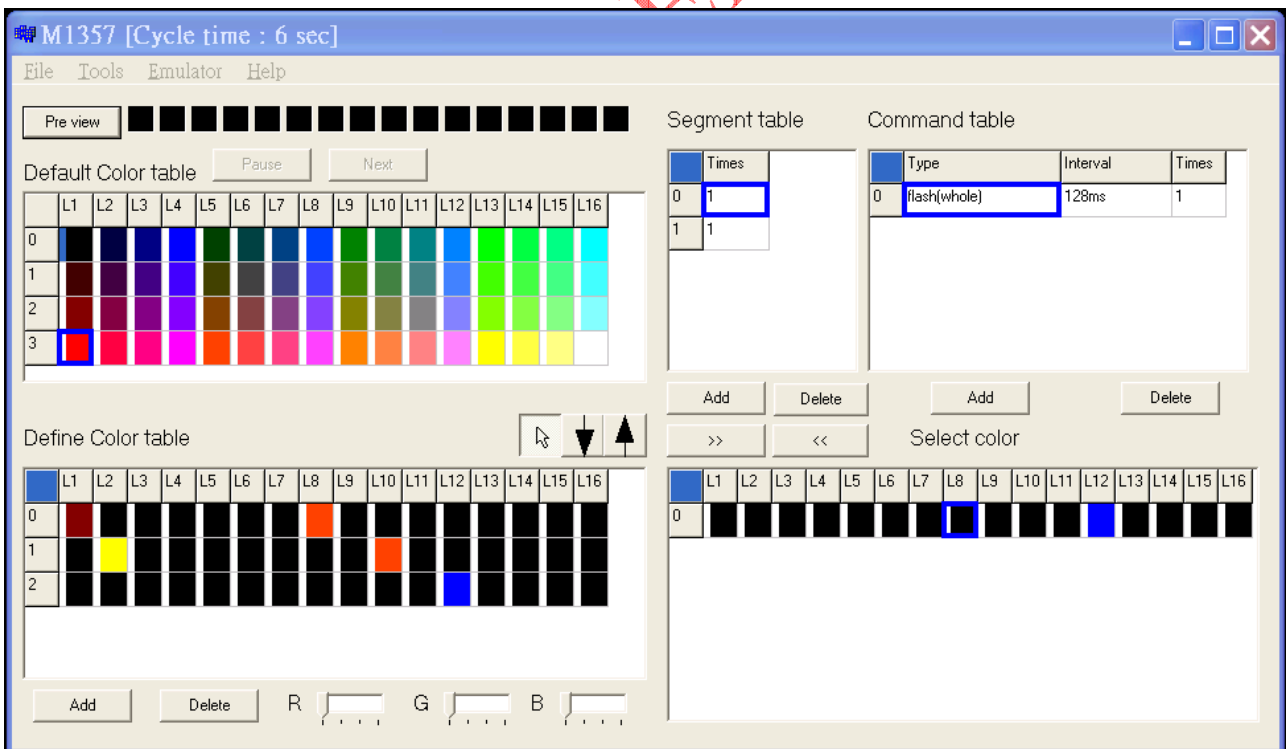 M1357 [Cycle time : 6 sec]
File Tools Emulator Help
Pre view
Segment table
Command table
Default Color table
Pause
Next
L1 L2 L3 L4 L5 L6 L7 L8 L9 L10 L11 L12 L13 L14 L15 L16
0
1
2
3
Times
0 1
1 1
Type Interval Times
0 flash(whole) 128ms 1
Add
Delete
Add
Delete
>>
<<
Select color
Define Color table
L1 L2 L3 L4 L5 L6 L7 L8 L9 L10 L11 L12 L13 L14 L15 L16
0
1
2
L1 L2 L3 L4 L5 L6 L7 L8 L9 L10 L11 L12 L13 L14 L15 L16
0
Add
Delete
R
G
B